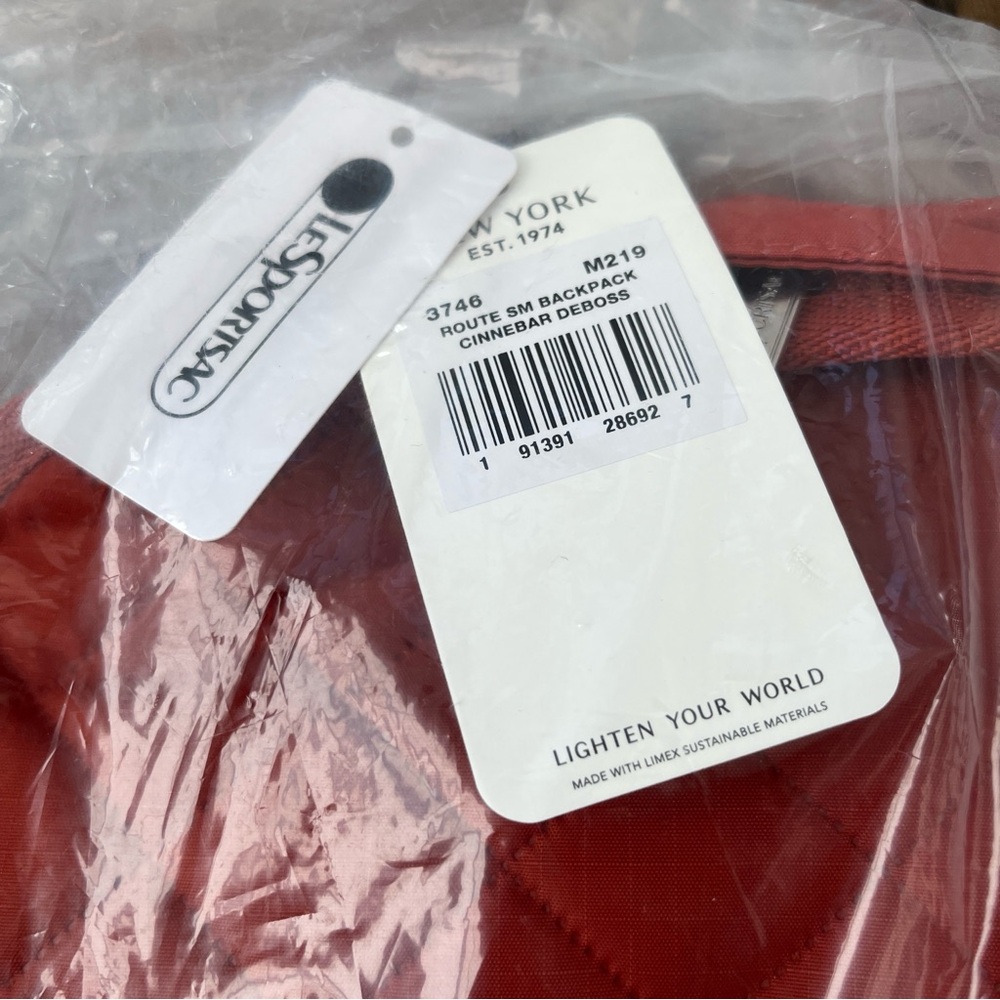 LeSportsac
YORK
EST. 1974
3746 M219
ROUTE SM BACKPACK
CINNEBAR DEBOSS
1 91391 28692 7
LIGHTEN YOUR WORLD
MADE WITH LIMEX SUSTAINABLE MATERIALS